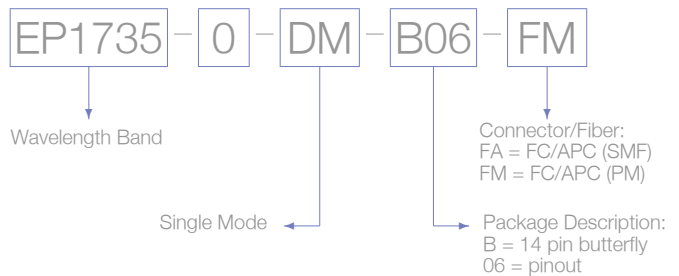 EP1735 - 0 - DM - B06 - FM
Wavelength Band
Connector/Fiber:
FA = FC/APC (SMF)
FM = FC/APC (PM)
Single Mode
Package Description:
B = 14 pin butterfly
06 = pinout